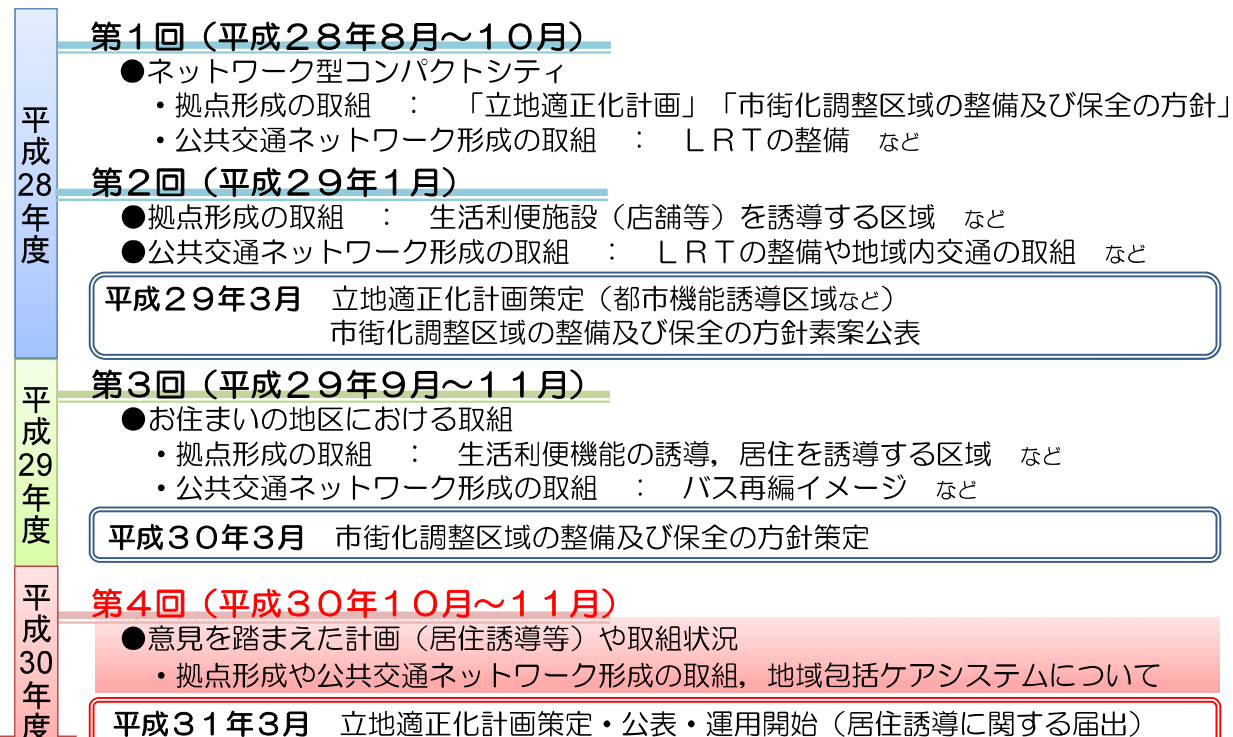 平成28年度
第1回（平成２８年８月～１０月）
●ネットワーク型コンパクトシティ
・拠点形成の取組　：　「立地適正化計画」「市街化調整区域の整備及び保全の方針」
・公共交通ネットワーク形成の取組　：　ＬＲＴの整備　など
第２回（平成２９年１月）
●拠点形成の取組　：　生活利便施設（店舗等）を誘導する区域　など
●公共交通ネットワーク形成の取組　：　ＬＲＴの整備や地域内交通の取組　など
平成２９年３月　立地適正化計画策定（都市機能誘導区域など）
市街化調整区域の整備及び保全の方針素案公表
平成29年度
第３回（平成２９年９月～１１月）
●お住まいの地区における取組
・拠点形成の取組　：　生活利便機能の誘導，居住を誘導する区域　など
・公共交通ネットワーク形成の取組　：　バス再編イメージ　など
平成３０年３月　市街化調整区域の整備及び保全の方針策定
平成30年度
第４回（平成３０年１０月～１１月）
●意見を踏まえた計画（居住誘導等）や取組状況
・拠点形成や公共交通ネットワーク形成の取組，地域包括ケアシステムについて
平成３１年３月　立地適正化計画策定・公表・運用開始（居住誘導に関する届出）